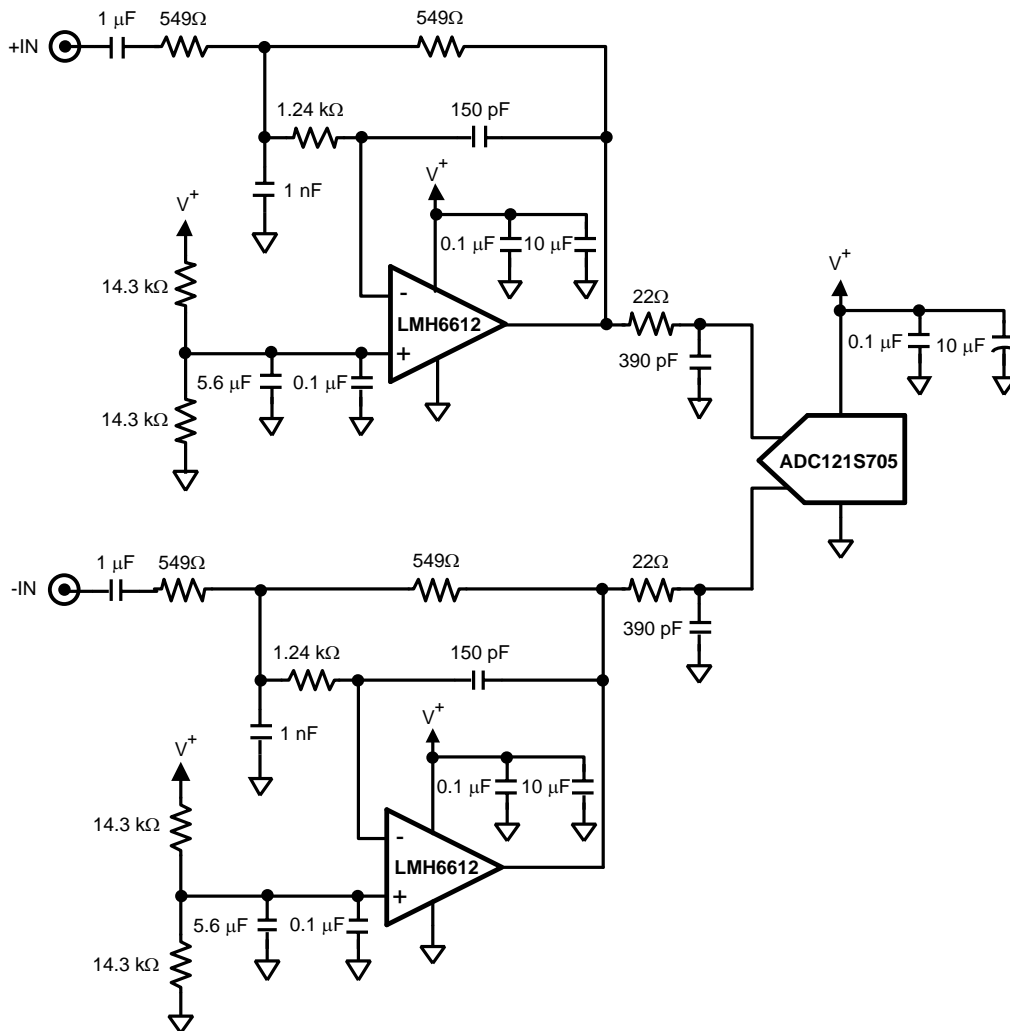 1 μF
549Ω
549Ω
+IN
1.24 kΩ
150 pF
1 nF
V+
V+
0.1 μF
10 μF
14.3 kΩ
-
LMH6612
+
22Ω
V+
0.1 μF
10 μF
390 pF
5.6 μF
0.1 μF
14.3 kΩ
ADC121S705
1 μF
549Ω
549Ω
22Ω
-IN
390 pF
1.24 kΩ
150 pF
1 nF
V+
V+
0.1 μF
10 μF
14.3 kΩ
-
LMH6612
+
5.6 μF
0.1 μF
14.3 kΩ